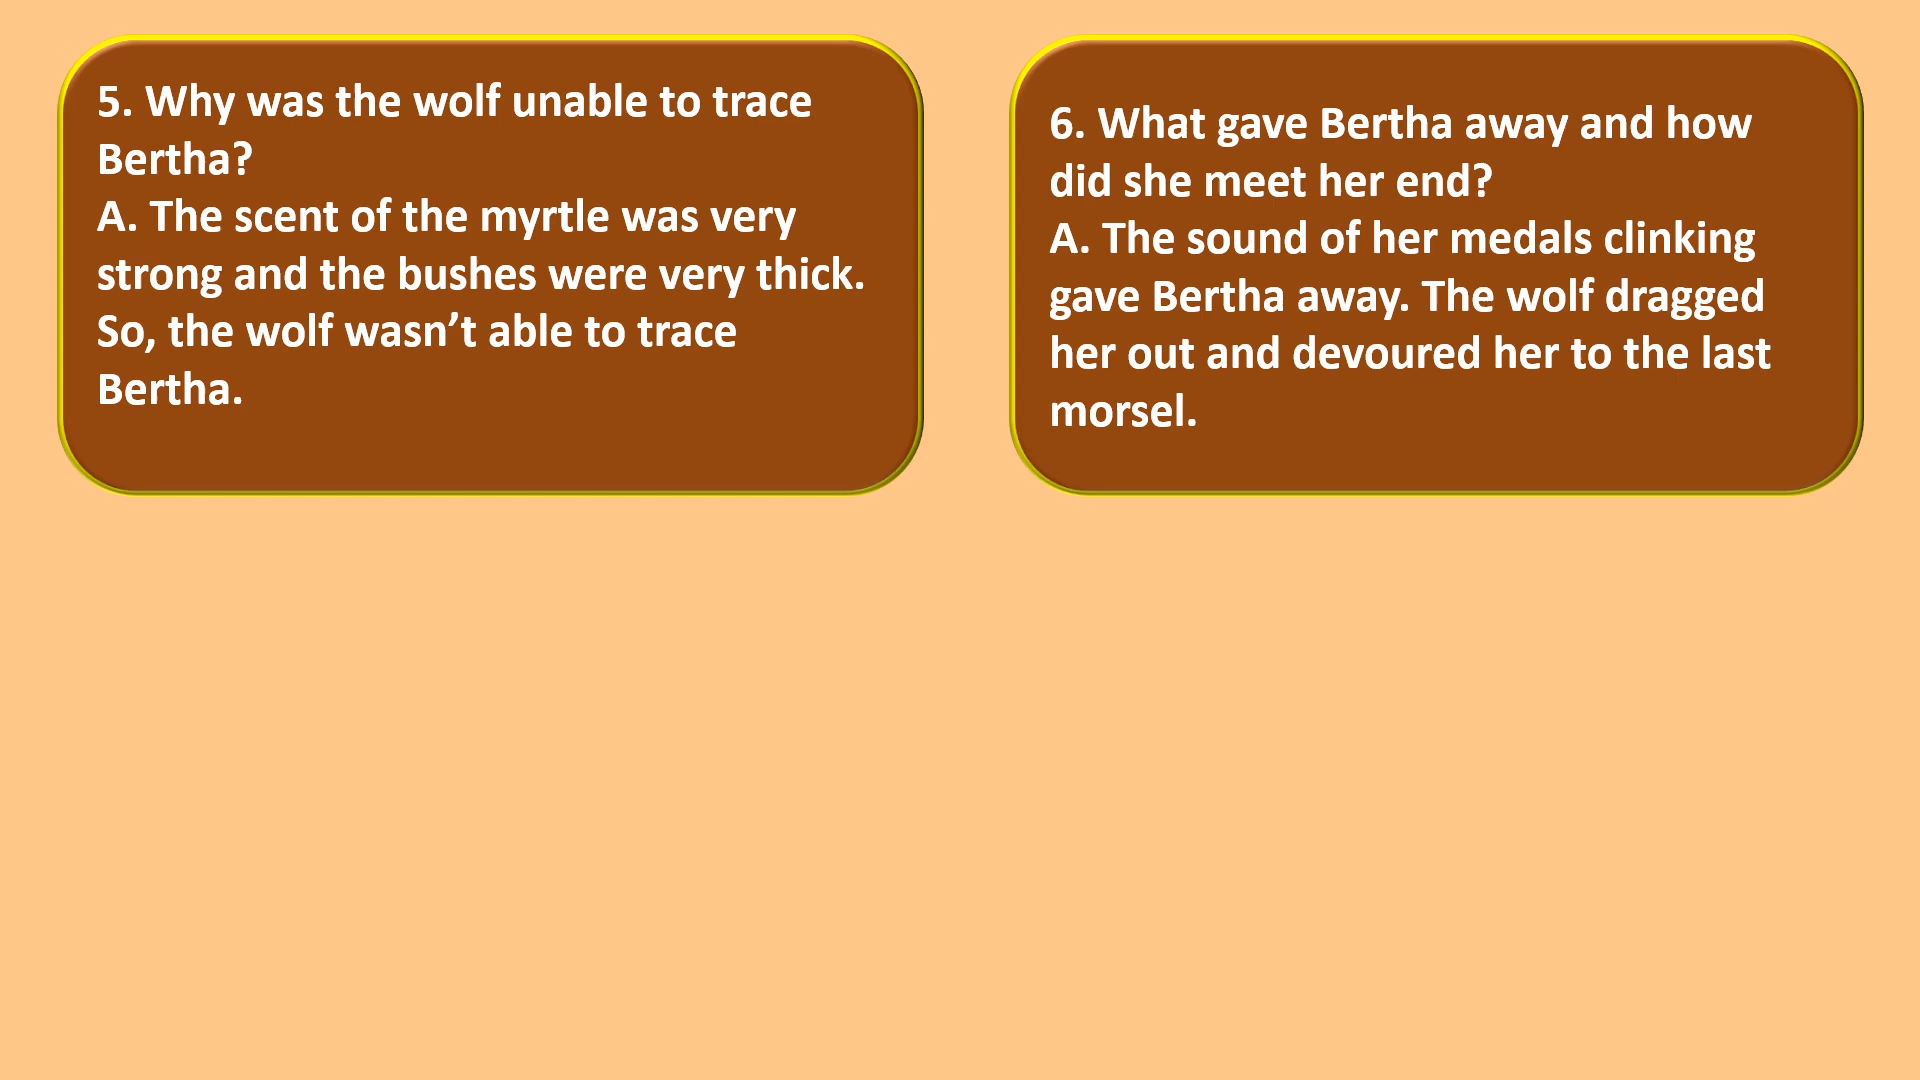 5. Why was the wolf unable to trace
Bertha?
A. The scent of the myrtle was very
strong and the bushes were very thick.
So, the wolf wasn’t able to trace
Bertha.
6. What gave Bertha away and how
did she meet her end?
A. The sound of her medals clinking
gave Bertha away. The wolf dragged
her out and devoured her to the last
morsel.